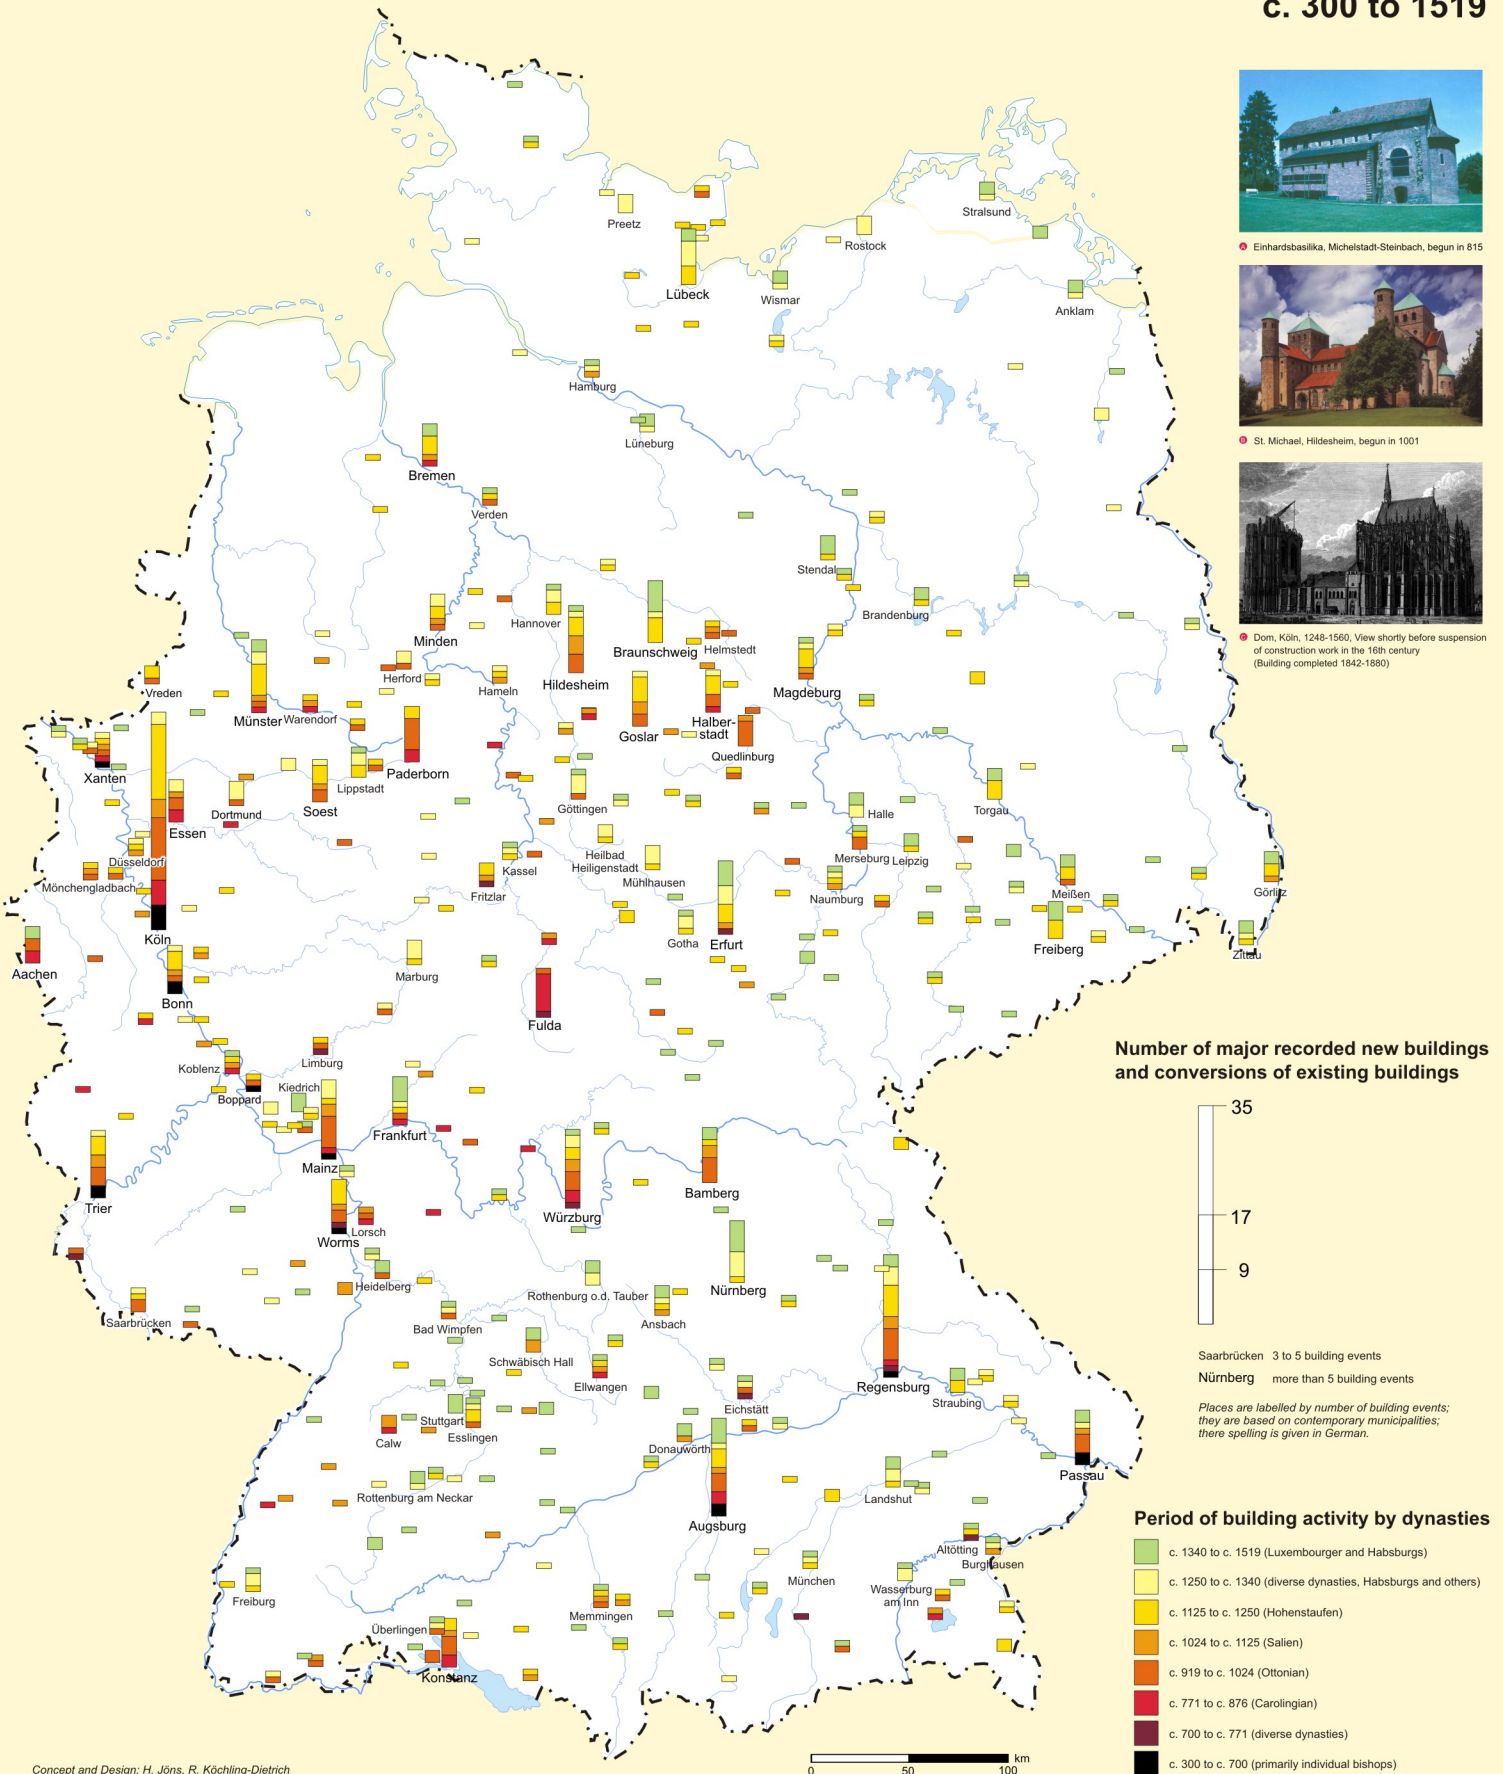 c. 300 to 1519
A Einhardsbasilika, Michelstadt-Steinbach, begun in 815
B St. Michael, Hildesheim, begun in 1001
C Dom, Köln, 1248-1560, View shortly before suspension
of construction work in the 16th century
(Building completed 1842-1880)
Preetz
Stralsund
Rostock
Lübeck
Wismar
Anklam
Hamburg
Lüneburg
Bremen
Verden
Stendal
Brandenburg
Hannover
Minden
Braunschweig
Helmstedt
Herford
Hameln
Hildesheim
Magdeburg
Vreden
Münster
Warendorf
Goslar
Halber-
stadt
Quedlinburg
Xanten
Paderborn
Lippstadt
Soest
Dortmund
Essen
Göttingen
Halle
Torgau
Düsseldorf
Mönchengladbach
Kassel
Fritzlar
Heilbad
Heiligenstadt
Mühlhausen
Merseburg
Leipzig
Naumburg
Meißen
Görlitz
Köln
Gotha
Erfurt
Freiberg
Zittau
Aachen
Marburg
Bonn
Fulda
Limburg
Koblenz
Boppard
Kiedrich
Frankfurt
Mainz
Trier
Würzburg
Bamberg
Lorsch
Worms
Heidelberg
Nürnberg
Rothenburg o.d. Tauber
Ansbach
Saarbrücken
Bad Wimpfen
Schwäbisch Hall
Ellwangen
Regensburg
Eichstätt
Straubing
Stuttgart
Esslingen
Calw
Donauwörth
Passau
Rottenburg am Neckar
Landshut
Augsburg
Altötting
Burghausen
München
Wasserburg
am Inn
Freiburg
Memmingen
Überlingen
Konstanz
Number of major recorded new buildings
and conversions of existing buildings
35
17
9
Saarbrücken 3 to 5 building events
Nürnberg more than 5 building events
Places are labelled by number of building events;
they are based on contemporary municipalities;
there spelling is given in German.
Period of building activity by dynasties
c. 1340 to c. 1519 (Luxembourger and Habsburgs)
c. 1250 to c. 1340 (diverse dynasties, Habsburgs and others)
c. 1125 to c. 1250 (Hohenstaufen)
c. 1024 to c. 1125 (Salien)
c. 919 to c. 1024 (Ottonian)
c. 771 to c. 876 (Carolingian)
c. 700 to c. 771 (diverse dynasties)
c. 300 to c. 700 (primarily individual bishops)
km
0 50 100
Concept and Design: H. Jöns, R. Köchling-Dietrich